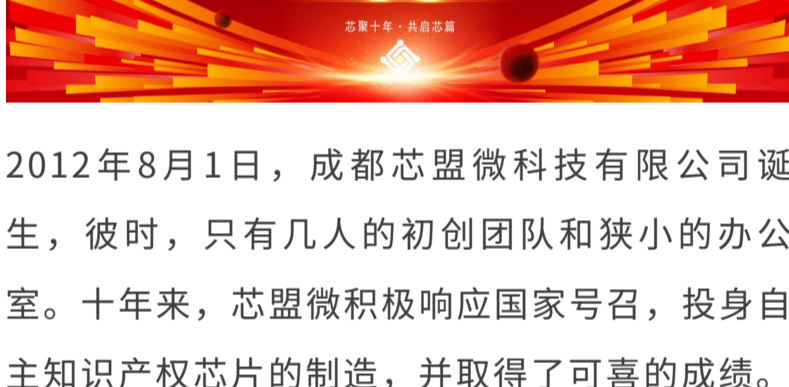 芯聚十年·共启芯篇
2012年8月1日，成都芯盟微科技有限公司诞
生，彼时，只有几人的初创团队和狭小的办公
室。十年来，芯盟微积极响应国家号召，投身自
主知识产权芯片的制造，并取得了可喜的成绩。